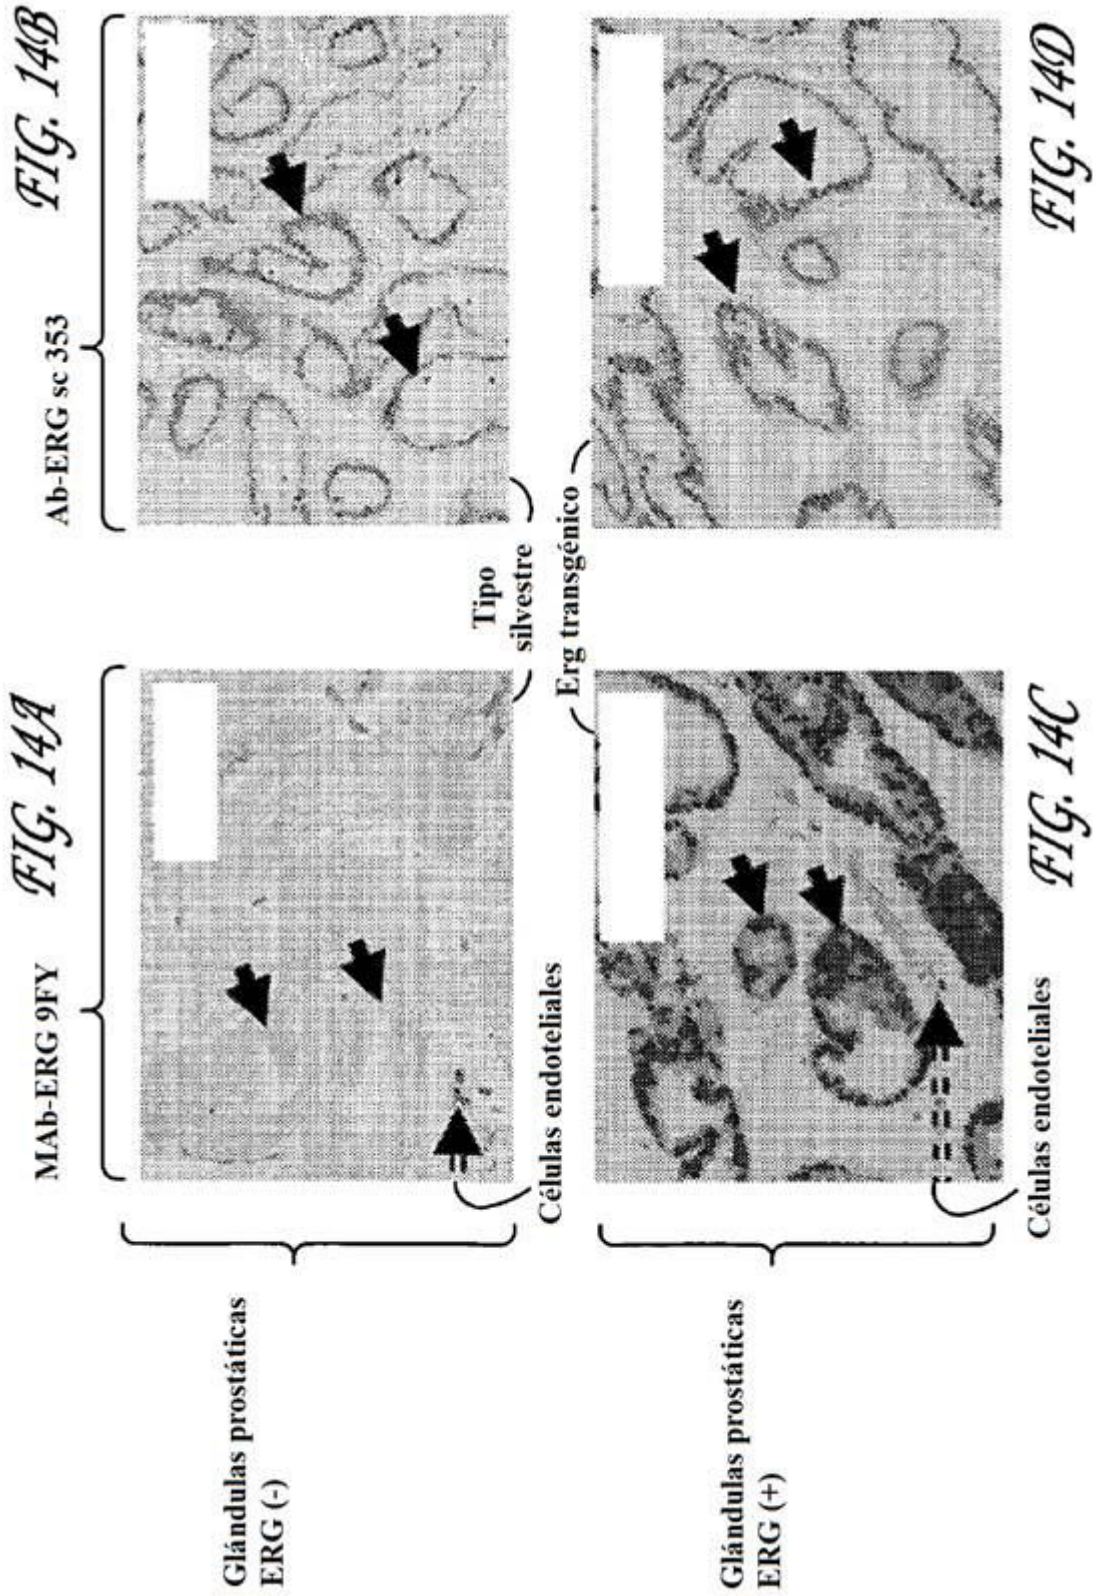 FIG. 14A
FIG. 14B
MAb-ERG 9FY
Ab-ERG sc 353
Glándulas prostáticas
ERG (-)
Células endoteliales
Tipo
silvestre
Erg transgénico
Glándulas prostáticas
ERG (+)
Células endoteliales
FIG. 14C
FIG. 14D